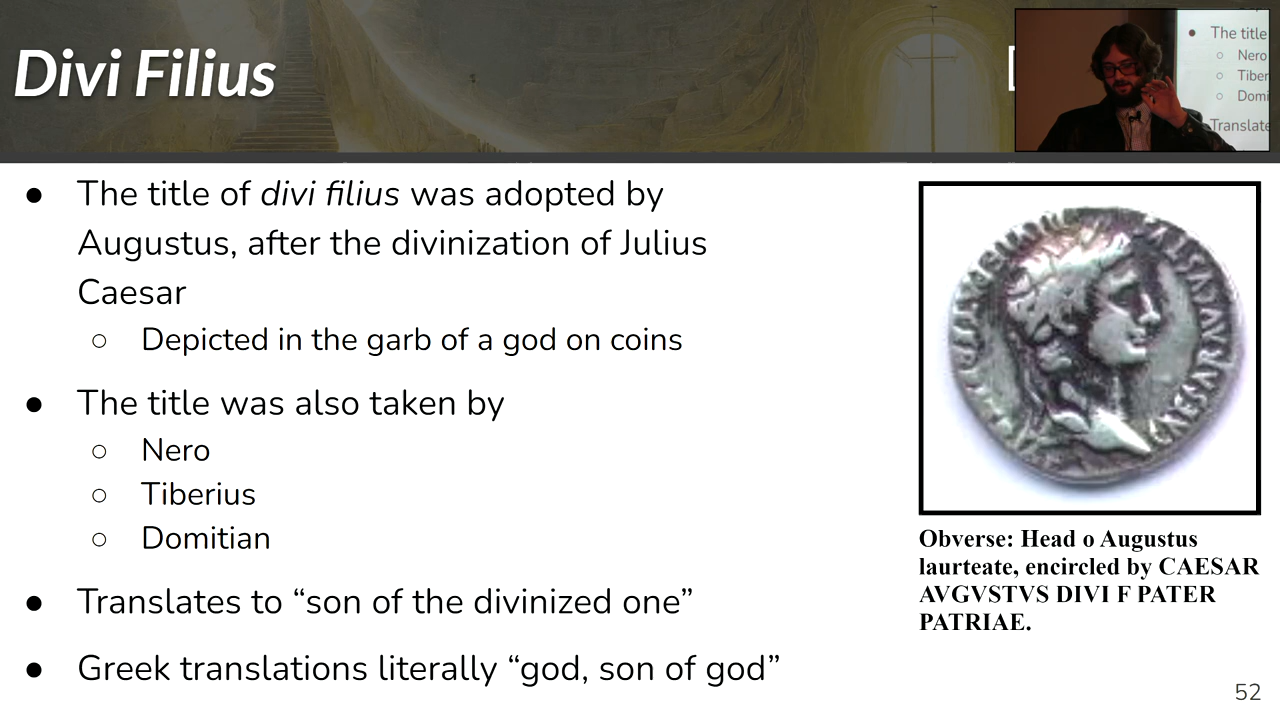 Divi Filius
● The title
○ Nero
○ Tiber
○ Domi
Translate
● The title of divi filius was adopted by
Augustus, after the divinization of Julius
Caesar
○ Depicted in the garb of a god on coins
● The title was also taken by
○ Nero
○ Tiberius
○ Domitian
● Translates to “son of the divinized one”
● Greek translations literally “god, son of god”
CAESAR AVGVSTVS
Obverse: Head o Augustus
laurteate, encircled by CAESAR
AVGVSTVS DIVI F PATER
PATRIAE.
52